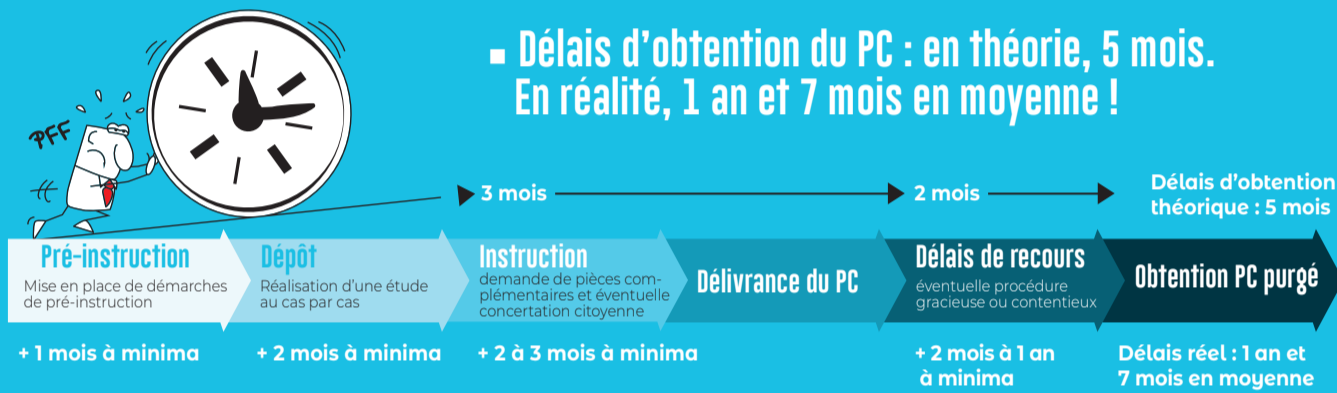 ▪ Délais d’obtention du PC : en théorie, 5 mois.
En réalité, 1 an et 7 mois en moyenne !
PFF
3 mois
2 mois
Délais d’obtention
théorique : 5 mois
Pré-instruction
Mise en place de démarches
de pré-instruction
+ 1 mois à minima
Dépôt
Réalisation d’une étude
au cas par cas
+ 2 mois à minima
Instruction
demande de pièces com-
plémentaires et éventuelle
concertation citoyenne
+ 2 à 3 mois à minima
Délivrance du PC
Délais de recours
éventuelle procédure
gracieuse ou contentieux
+ 2 mois à 1 an
à minima
Obtention PC purgé
Délais réel : 1 an et
7 mois en moyenne